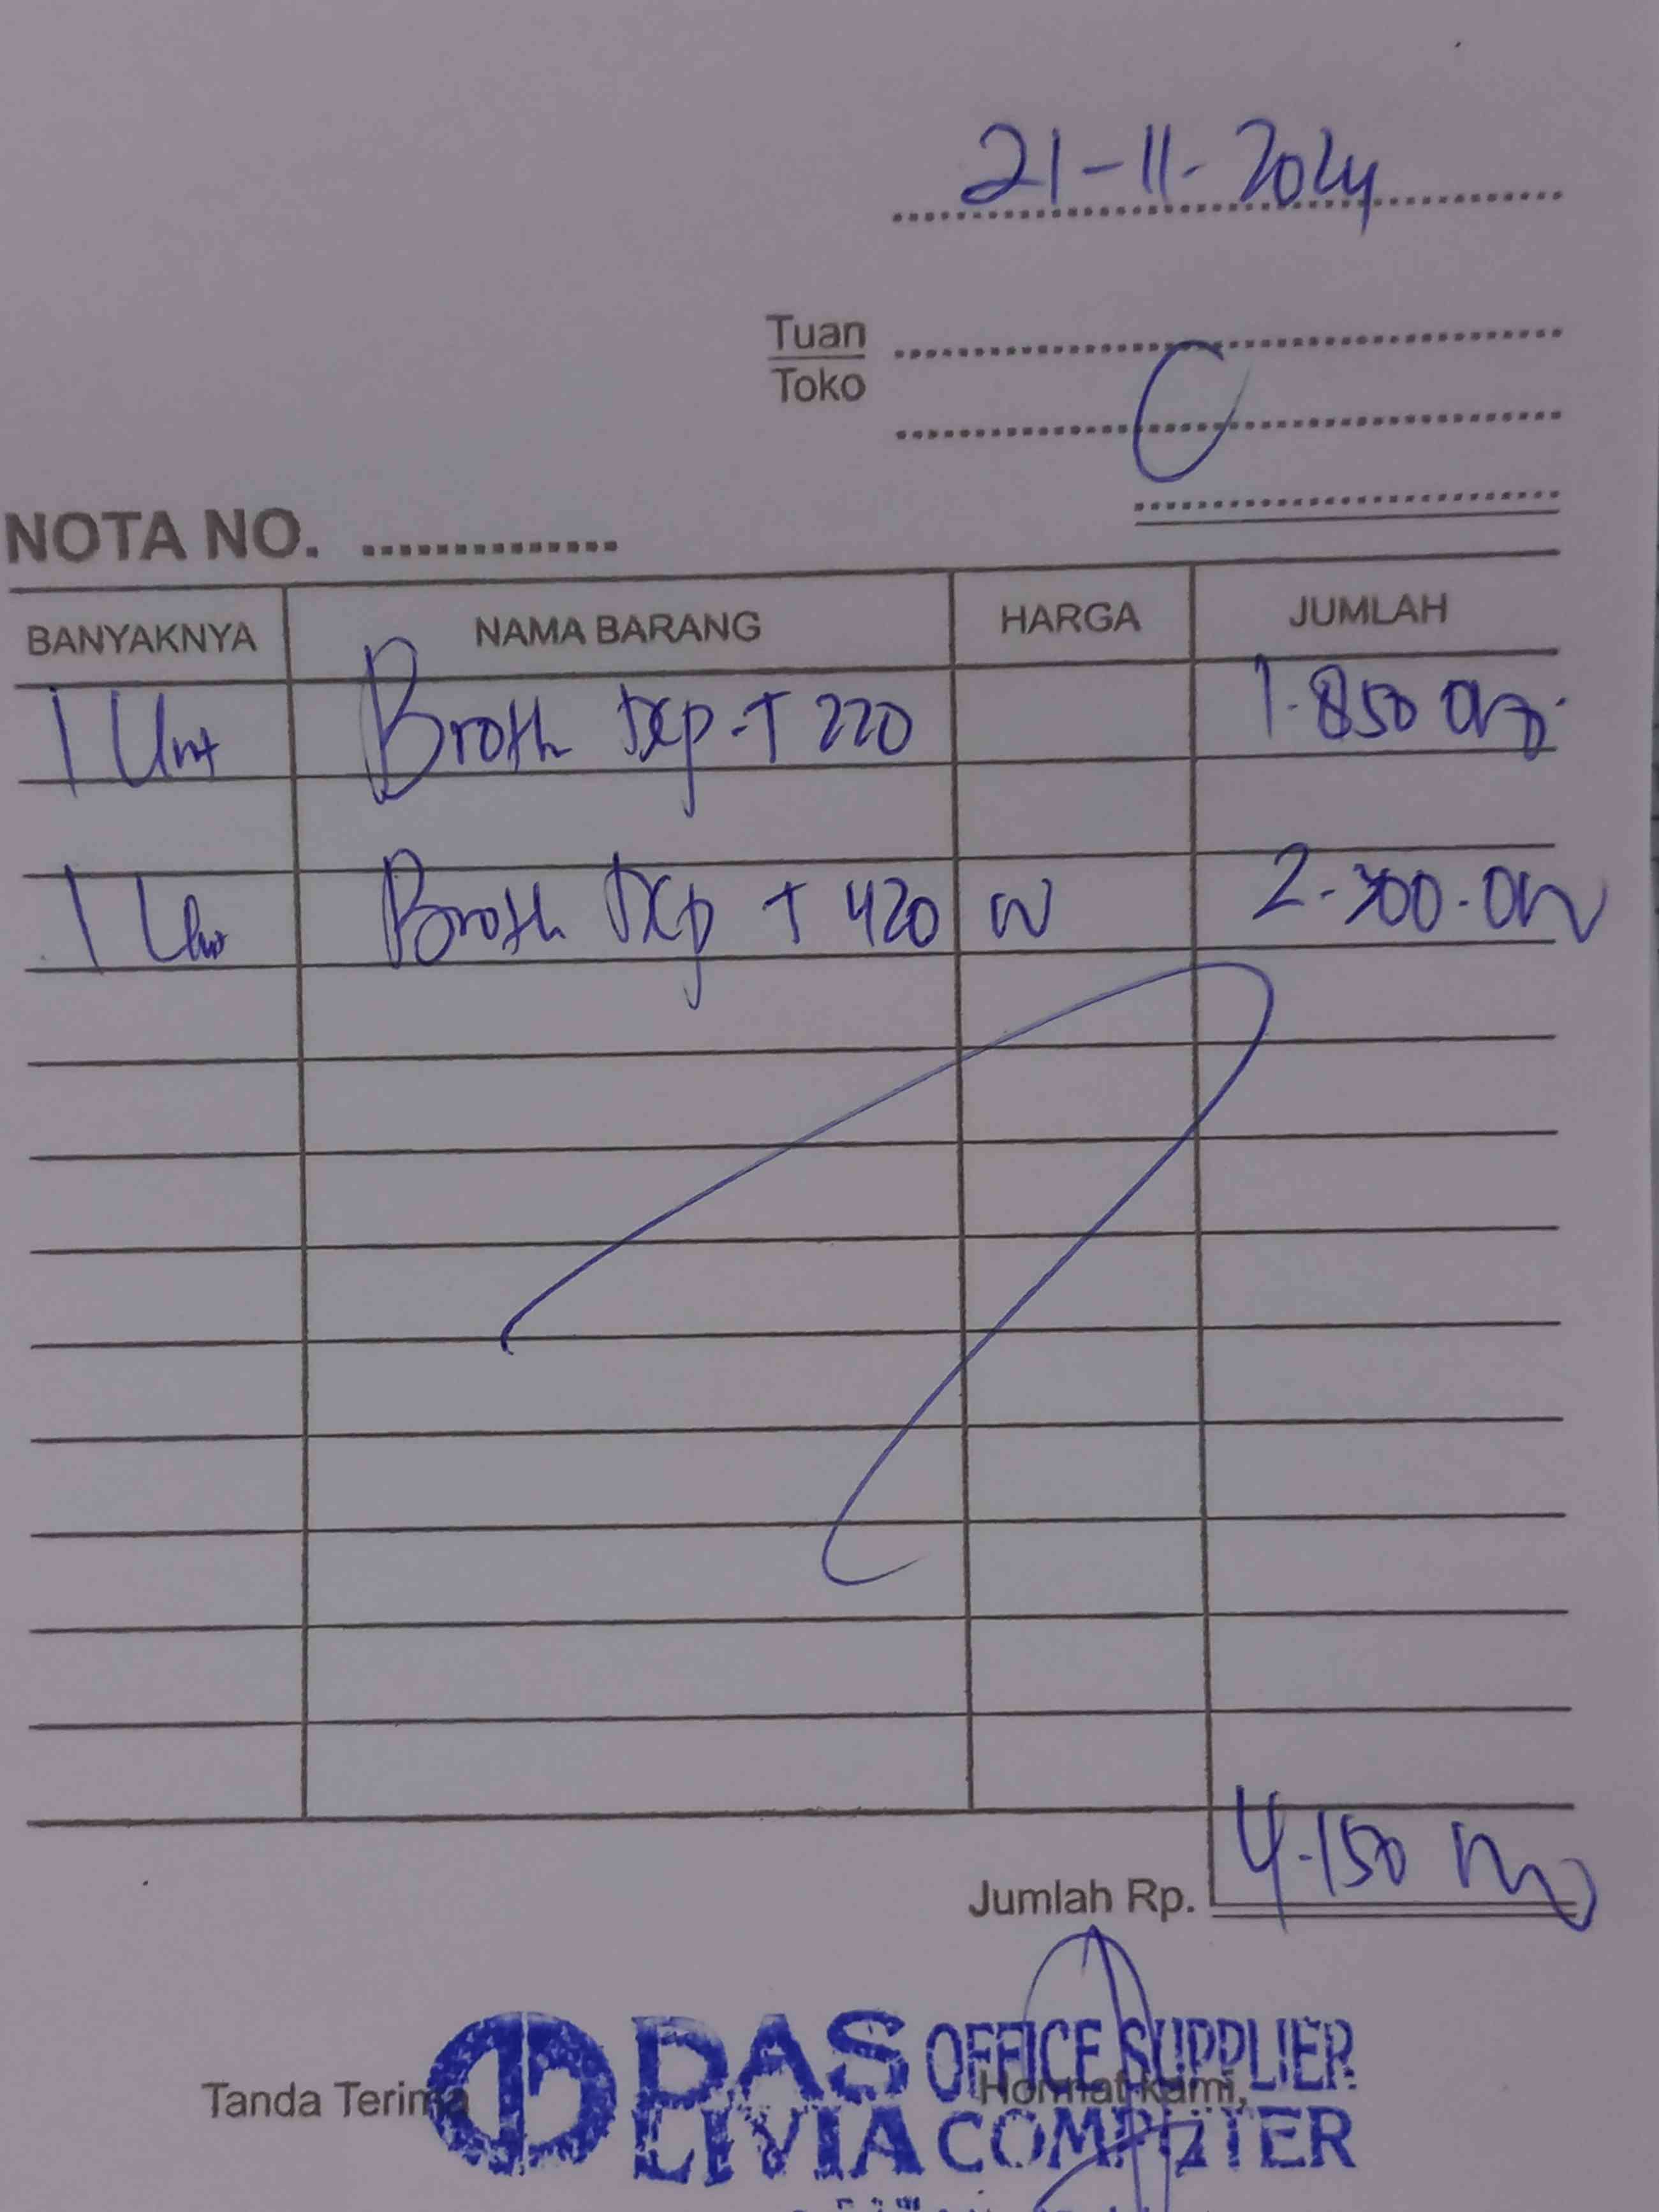 21-11-2024
Tuan
Toko
NOTA NO. ..............
BANYAKNYA NAMA BARANG HARGA JUMLAH
1 Unit Broth Dcp-T 220 1.850.000
1 Broth Dcp T 420 W 2.300.000
Jumlah Rp. 4.150.000
Tanda Terima Hormat kami,
DAS OFFICE SUPPLIER
LIVIA COMPUTER